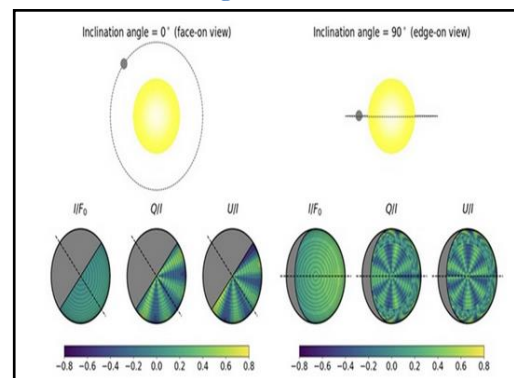 Inclination angle = 0° (face-on view)
Inclination angle = 90° (edge-on view)
I/F₀ Q/I U/I I/F₀ Q/I U/I
−0.8 −0.6 −0.4 −0.2 0.0 0.2 0.4 0.6 0.8
−0.8 −0.6 −0.4 −0.2 0.0 0.2 0.4 0.6 0.8